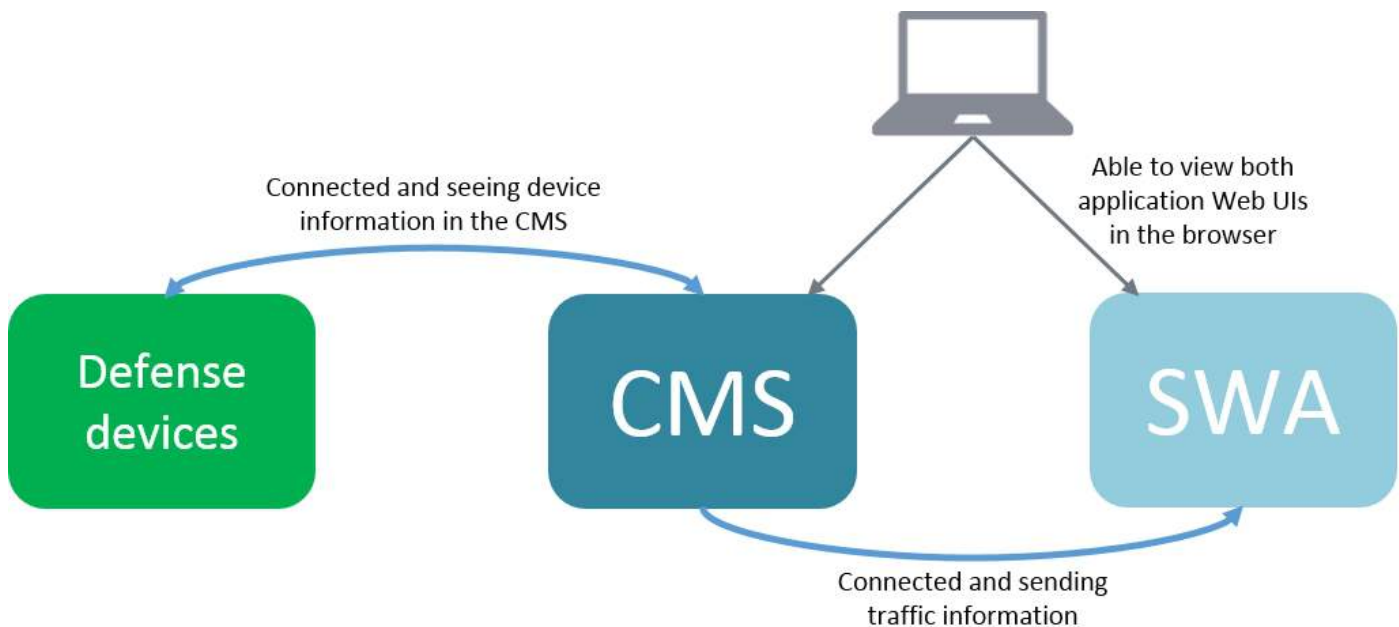 Able to view both
application Web UIs
in the browser
Connected and seeing device
information in the CMS
Defense
devices
CMS
SWA
Connected and sending
traffic information